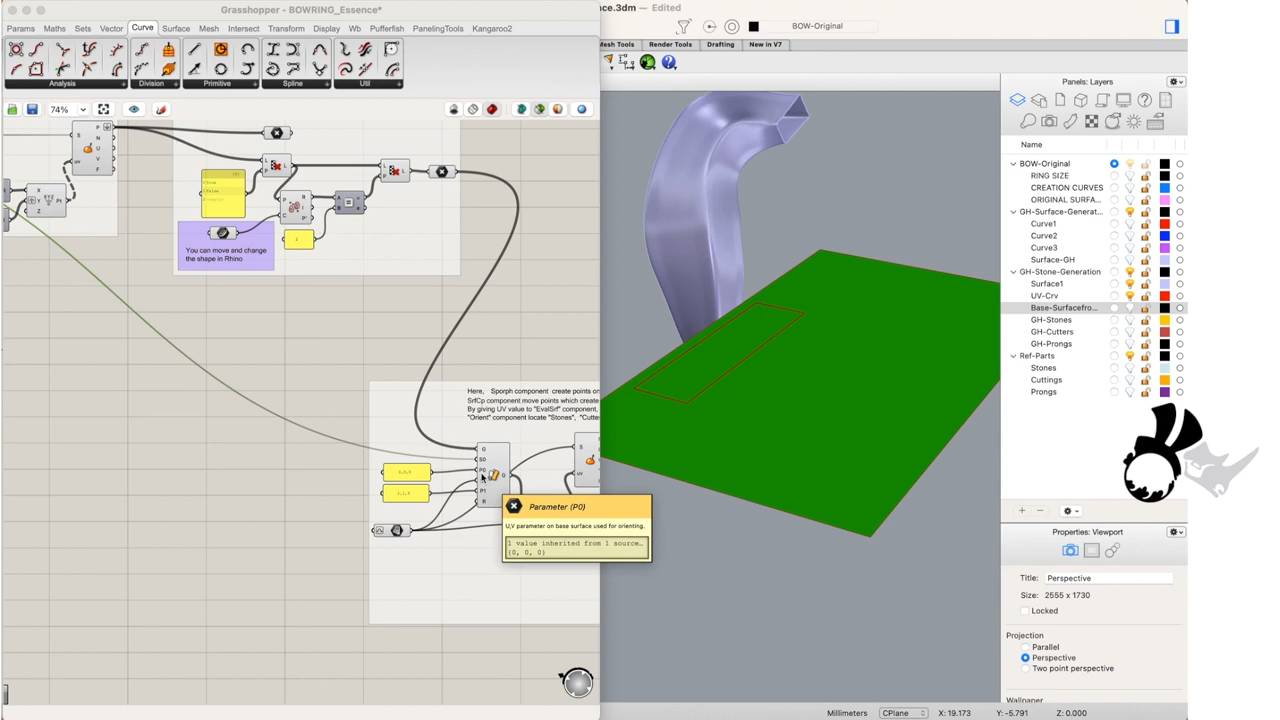 Grasshopper - BOWRING_Essence*
ce.3dm — Edited
Params Maths Sets Vector Curve Surface Mesh Intersect Transform Display Wb Pufferfish PanelingTools Kangaroo2
BOW-Original
Mesh Tools Render Tools Drafting New in V7
Analysis Division Primitive Spline Util
Panels: Layers
74%
Name
BOW-Original
RING SIZE
CREATION CURVES
ORIGINAL SURFA...
GH-Surface-Generat...
Curve1
Curve2
Curve3
Surface-GH
GH-Stone-Generation
Surface1
UV-Crv
Base-Surfacefro...
GH-Stones
GH-Cutters
GH-Prongs
Ref-Parts
Stones
Cuttings
Prongs
You can move and change
the shape in Rhino
Here, Sporph component create points on
SrfCp component move points which create
By giving UV value to "EvalSrf" component,
"Orient" component locate "Stones", "Cutte
Parameter (P0)
U,V parameter on base surface used for orienting.
1 value inherited from 1 source...
(0, 0, 0)
Properties: Viewport
Title: Perspective
Size: 2555 x 1730
Locked
Projection
Parallel
Perspective
Two point perspective
Wallpaper
Millimeters CPlane X: 19.173 Y: -5.791 Z: 0.000